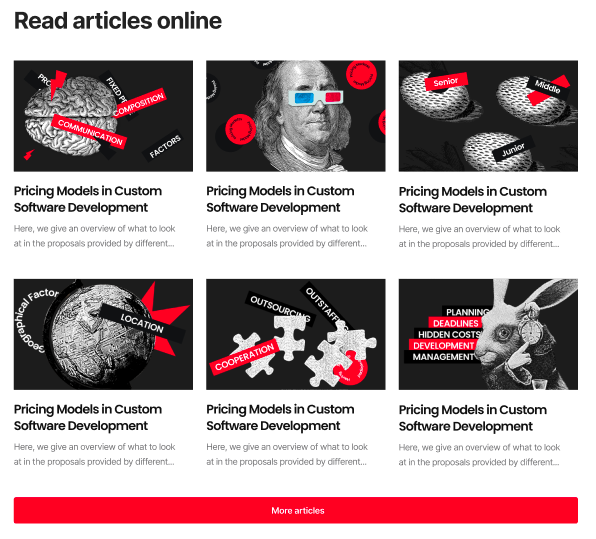 Read articles online
FIXED
COMPOSITION
COMMUNICATION
FACTORS
Pricing Models in Custom
Software Development
Here, we give an overview of what to look
at in the proposals provided by different...
Pricing Models in Custom
Software Development
Here, we give an overview of what to look
at in the proposals provided by different...
Senior
Middle
Junior
Pricing Models in Custom
Software Development
Here, we give an overview of what to look
at in the proposals provided by different...
Geographical Factor
LOCATION
Pricing Models in Custom
Software Development
Here, we give an overview of what to look
at in the proposals provided by different...
OUTSOURCING
OUTSTAFFING
COOPERATION
Pricing Models in Custom
Software Development
Here, we give an overview of what to look
at in the proposals provided by different...
PLANNING
DEADLINES
HIDDEN COSTS
DEVELOPMENT
MANAGEMENT
Pricing Models in Custom
Software Development
Here, we give an overview of what to look
at in the proposals provided by different...
More articles